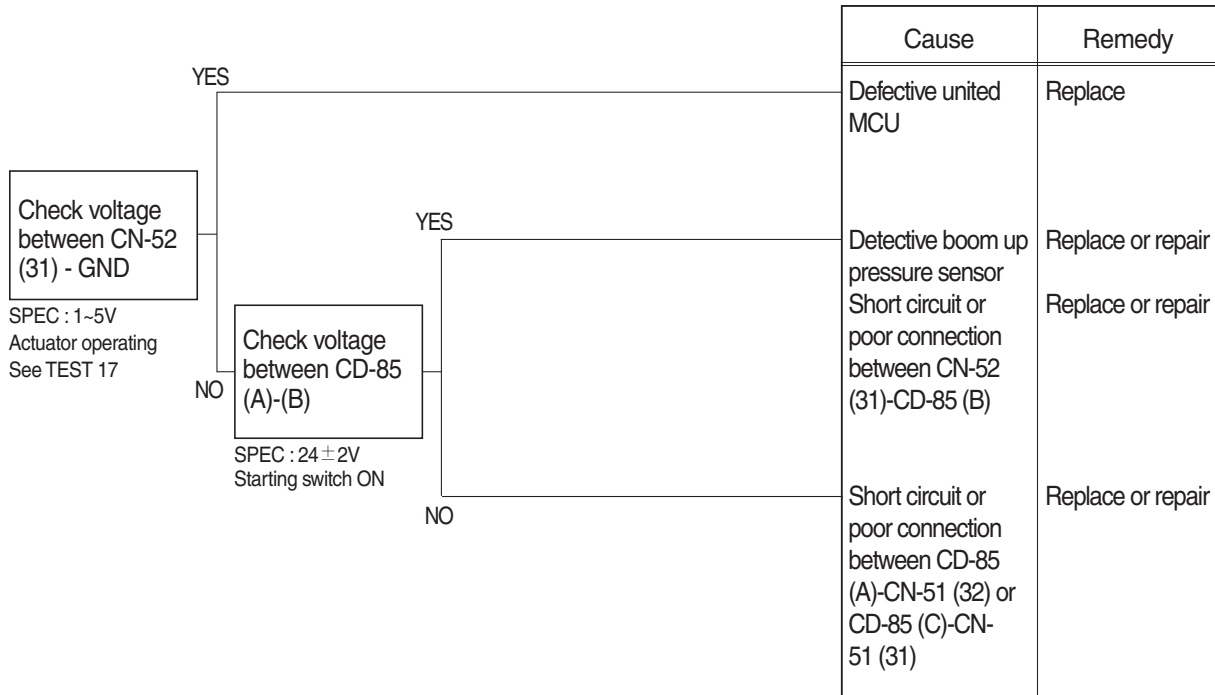 Cause
Remedy
YES
Defective united
MCU
Replace
Check voltage
between CN-52
(31) - GND
SPEC : 1~5V
Actuator operating
See TEST 17
YES
Detective boom up
pressure sensor
Replace or repair
Short circuit or
poor connection
between CN-52
(31)-CD-85 (B)
Replace or repair
NO
Check voltage
between CD-85
(A)-(B)
SPEC : 24±2V
Starting switch ON
NO
Short circuit or
poor connection
between CD-85
(A)-CN-51 (32) or
CD-85 (C)-CN-
51 (31)
Replace or repair